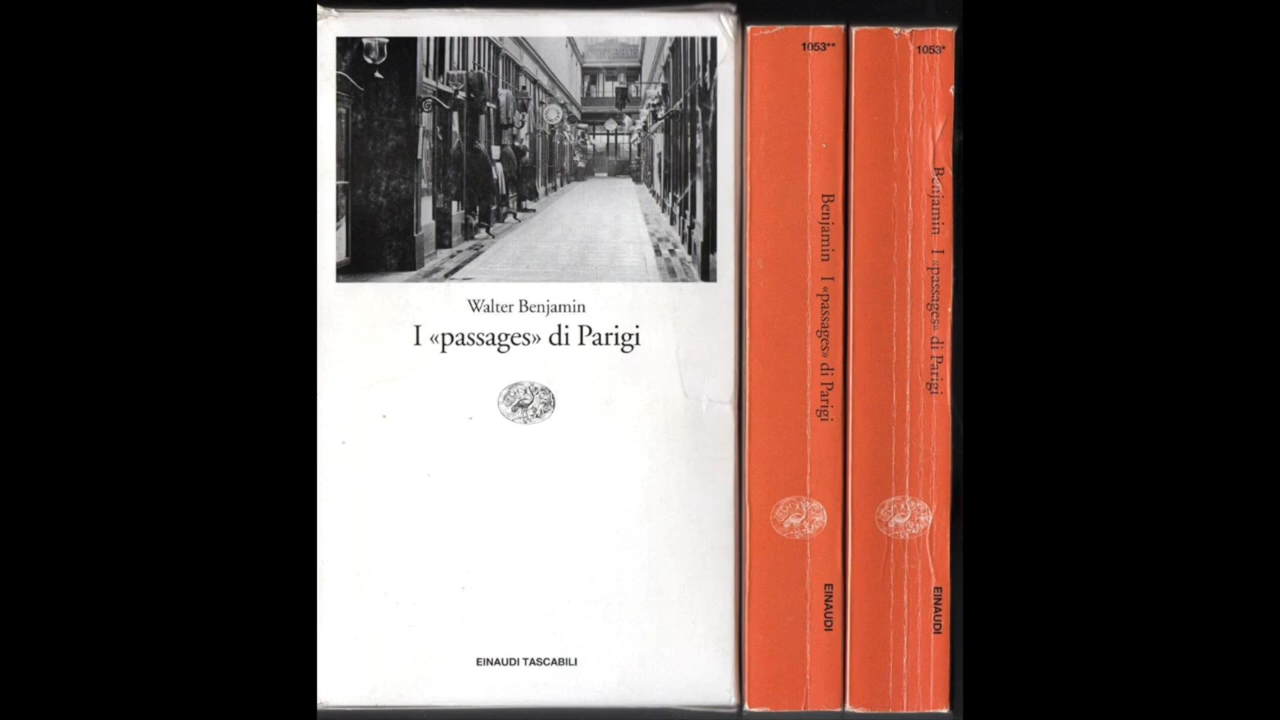 Walter Benjamin
I «passages» di Parigi
EINAUDI TASCABILI
1053**
Benjamin I «passages» di Parigi
EINAUDI
1053*
Benjamin I «passages» di Parigi
EINAUDI